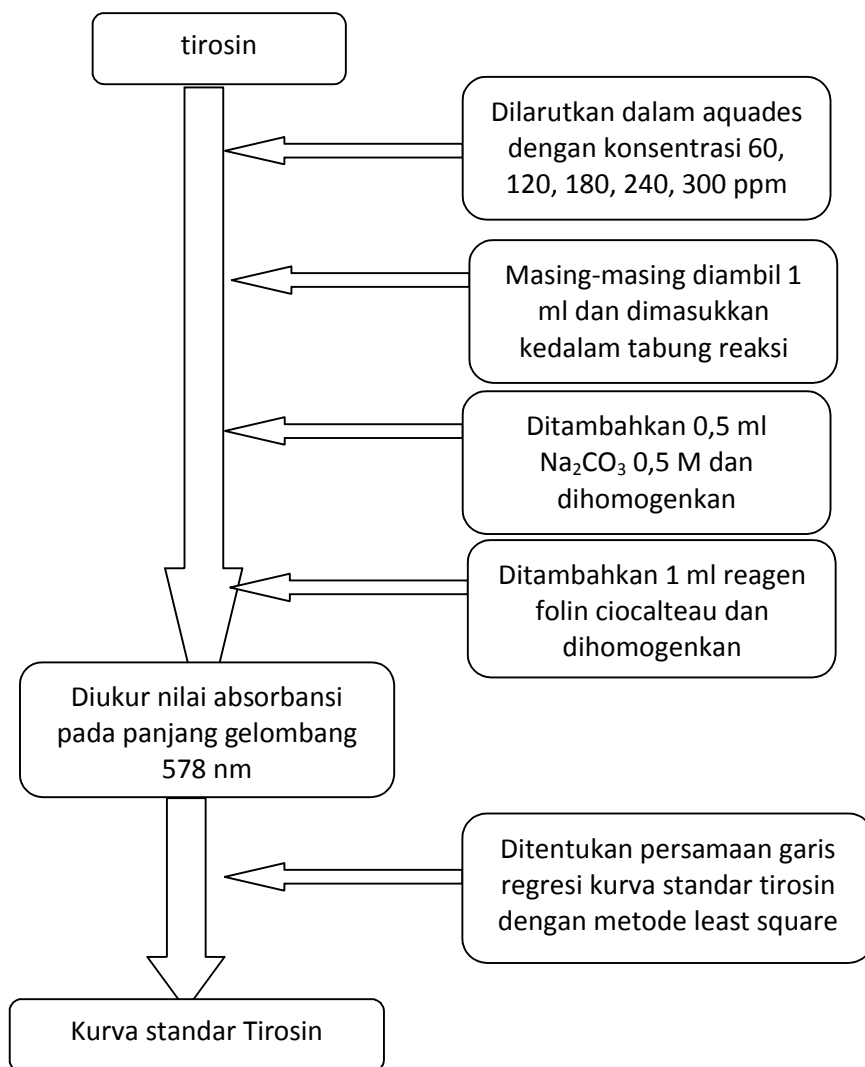 tirosin
Dilarutkan dalam aquades
dengan konsentrasi 60,
120, 180, 240, 300 ppm
Masing-masing diambil 1
ml dan dimasukkan
kedalam tabung reaksi
Ditambahkan 0,5 ml
Na₂CO₃ 0,5 M dan
dihomogenkan
Ditambahkan 1 ml reagen
folin ciocalteau dan
dihomogenkan
Diukur nilai absorbansi
pada panjang gelombang
578 nm
Ditentukan persamaan garis
regresi kurva standar tirosin
dengan metode least square
Kurva standar Tirosin